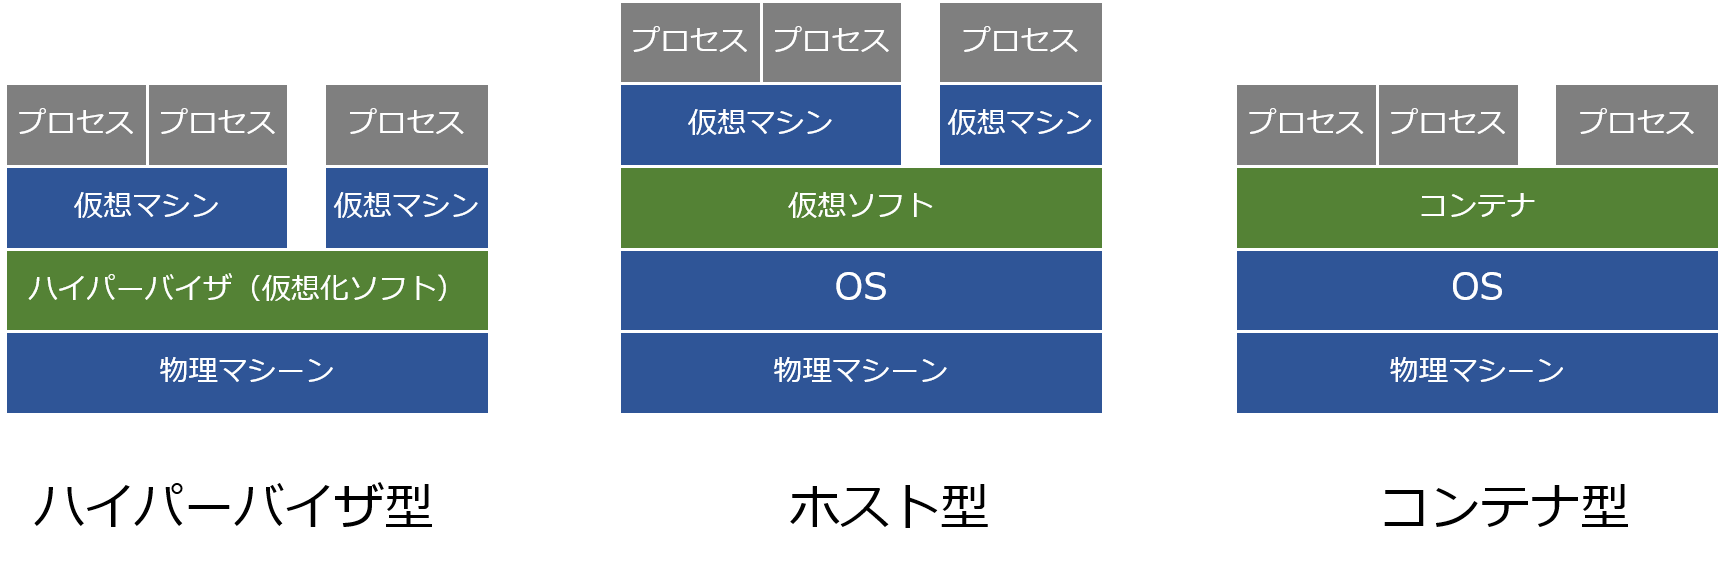 プロセス
プロセス
プロセス
仮想マシン
仮想マシン
ハイパーバイザ（仮想化ソフト）
物理マシーン
ハイパーバイザ型
プロセス
プロセス
プロセス
仮想マシン
仮想マシン
仮想ソフト
OS
物理マシーン
ホスト型
プロセス
プロセス
プロセス
コンテナ
OS
物理マシーン
コンテナ型